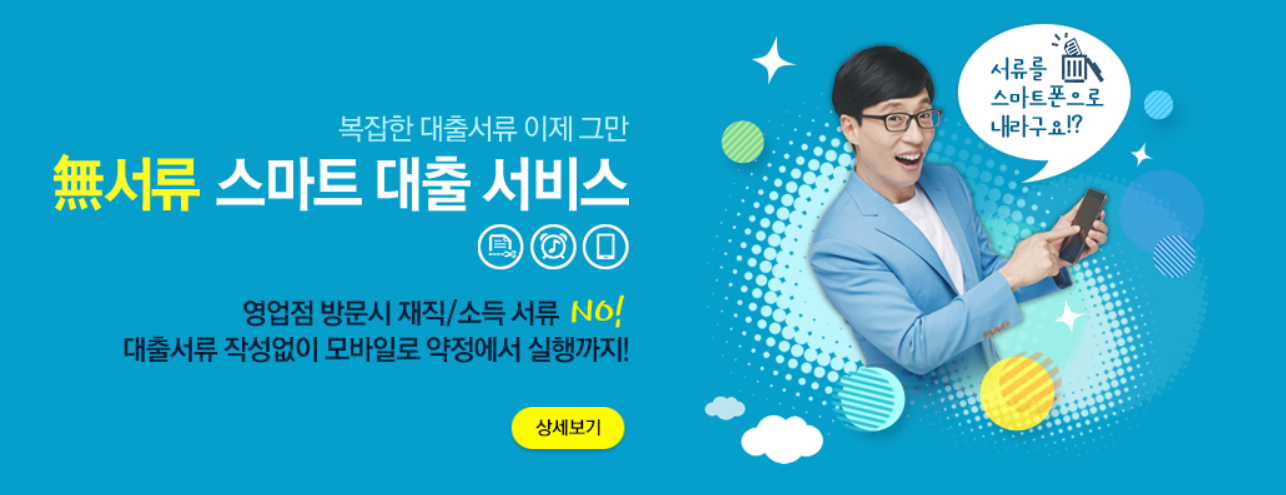 복잡한 대출서류 이제 그만
無서류 스마트 대출 서비스
영업점 방문시 재직/소득 서류 NO!
대출서류 작성없이 모바일로 약정에서 실행까지!
상세보기
서류를
스마트폰으로
내라구요!?